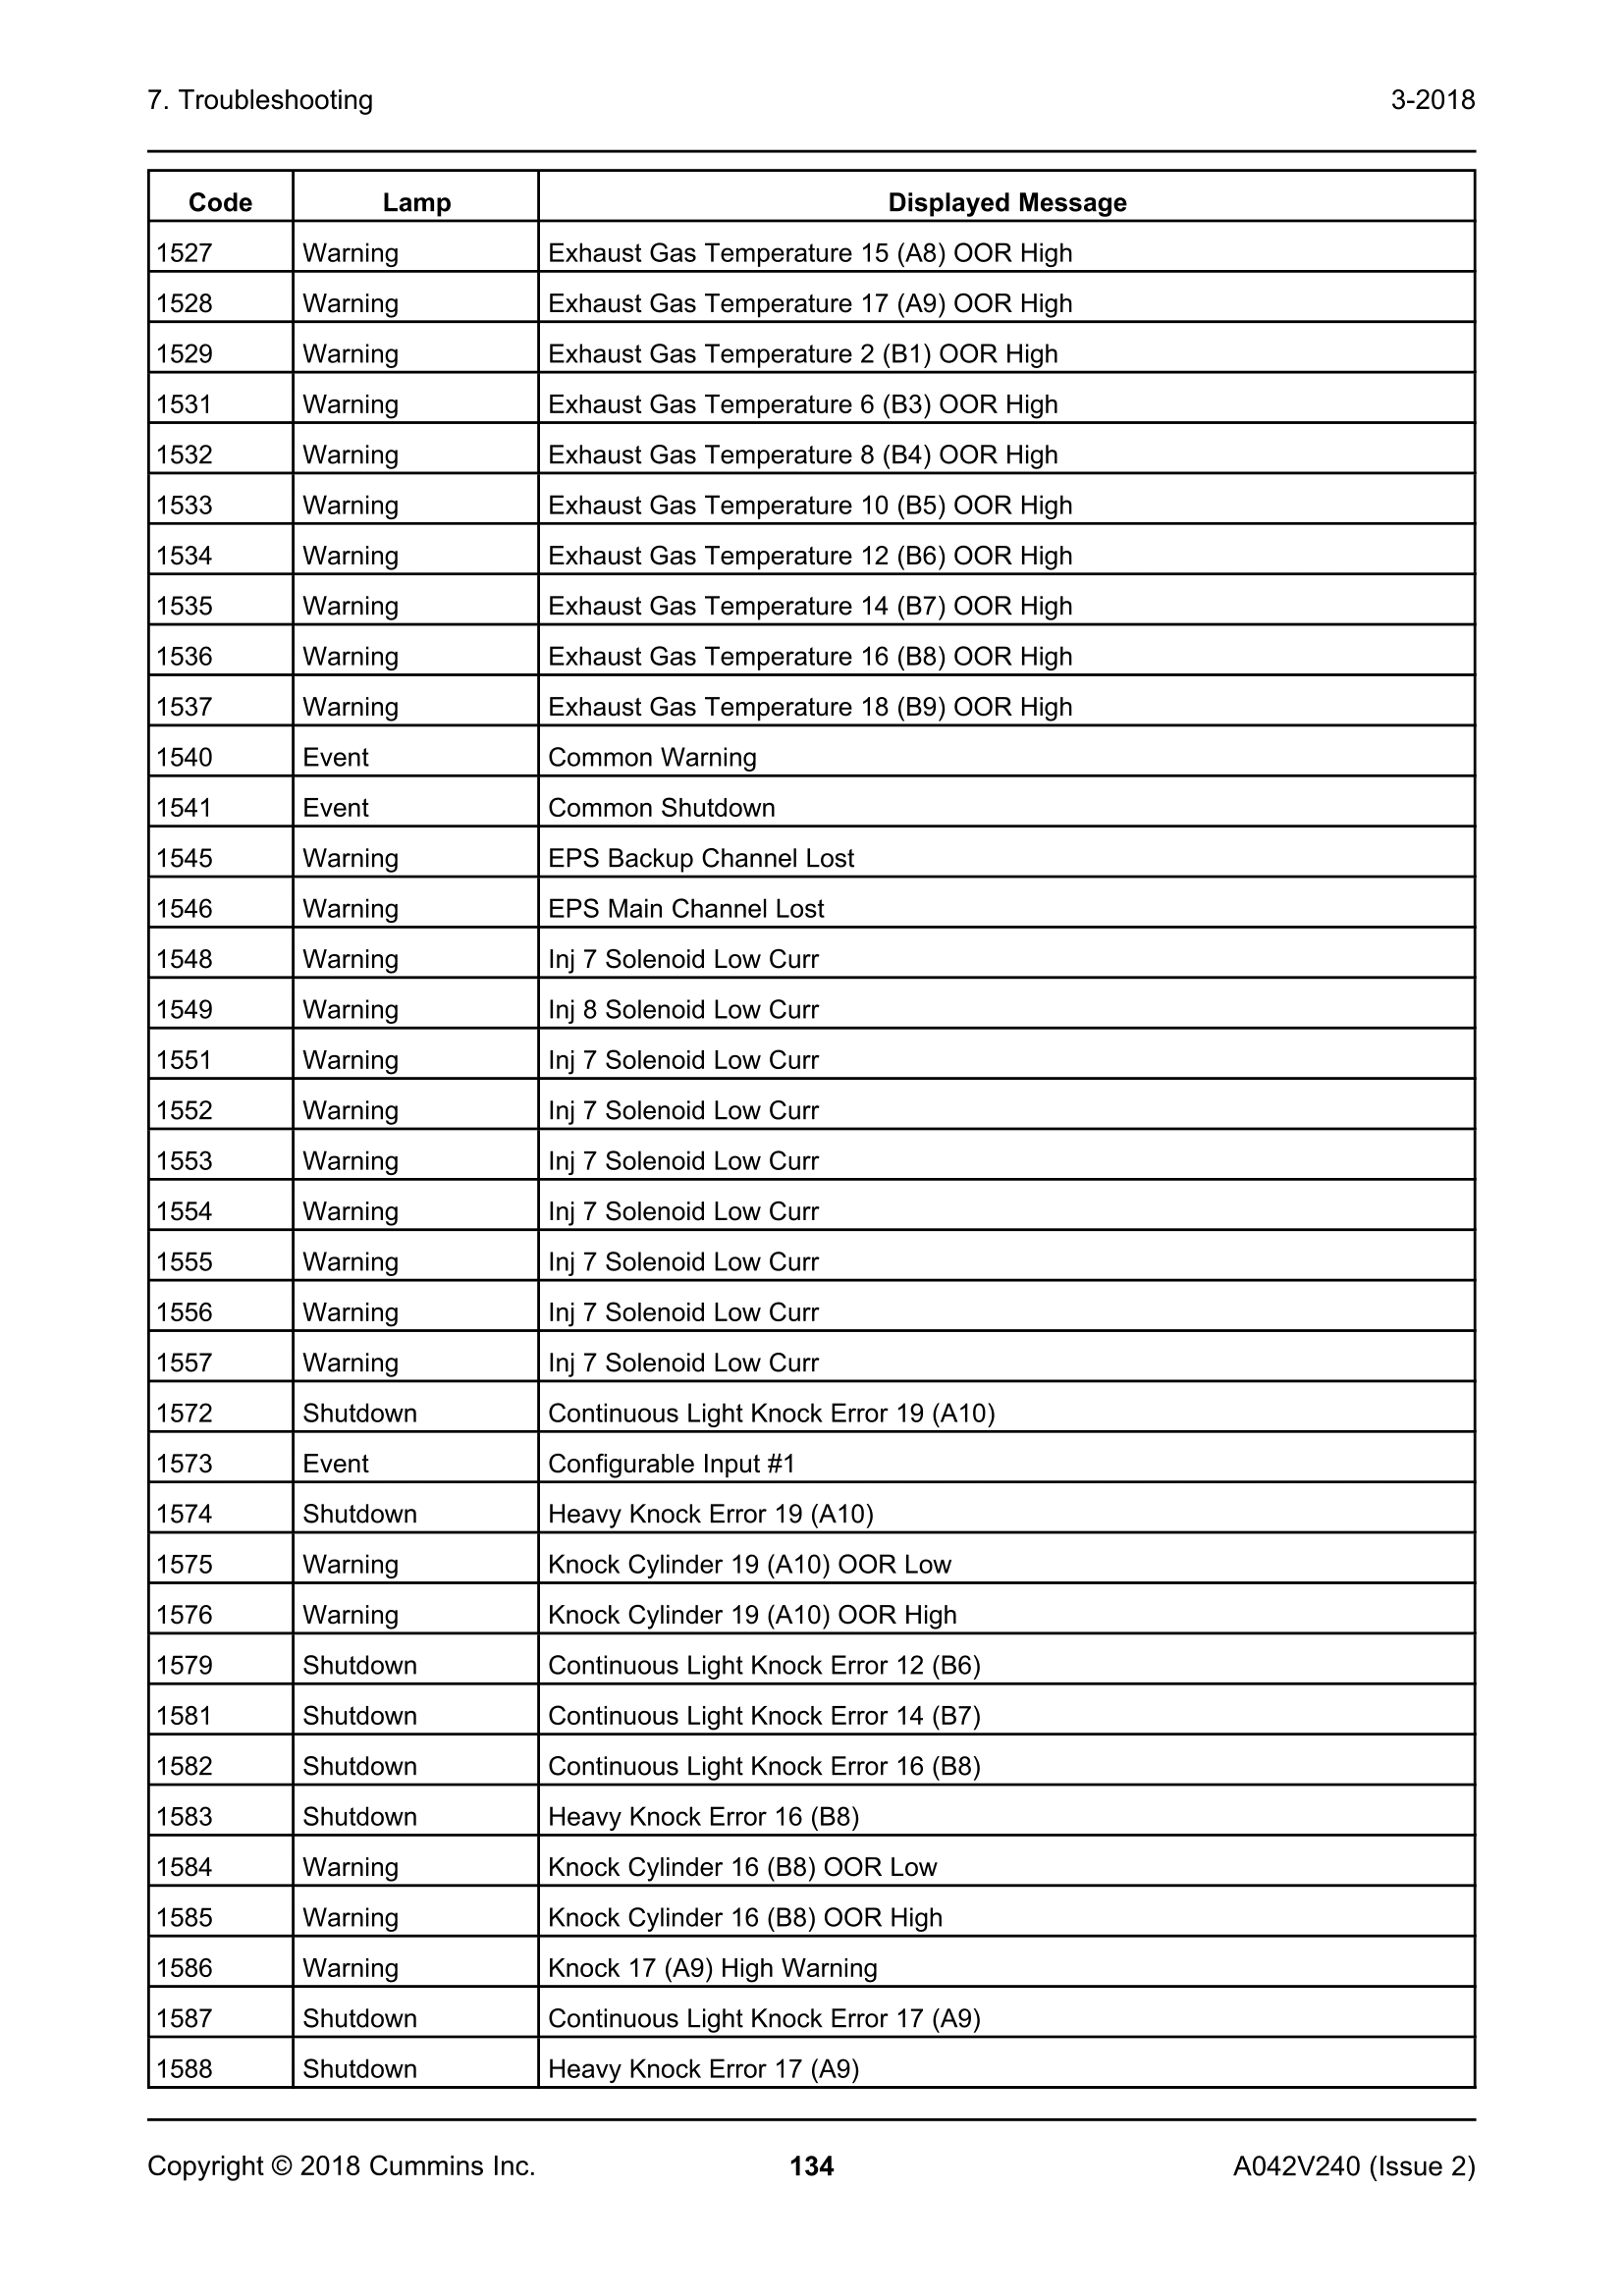 7. Troubleshooting 3-2018
Code Lamp Displayed Message
1527 Warning Exhaust Gas Temperature 15 (A8) OOR High
1528 Warning Exhaust Gas Temperature 17 (A9) OOR High
1529 Warning Exhaust Gas Temperature 2 (B1) OOR High
1531 Warning Exhaust Gas Temperature 6 (B3) OOR High
1532 Warning Exhaust Gas Temperature 8 (B4) OOR High
1533 Warning Exhaust Gas Temperature 10 (B5) OOR High
1534 Warning Exhaust Gas Temperature 12 (B6) OOR High
1535 Warning Exhaust Gas Temperature 14 (B7) OOR High
1536 Warning Exhaust Gas Temperature 16 (B8) OOR High
1537 Warning Exhaust Gas Temperature 18 (B9) OOR High
1540 Event Common Warning
1541 Event Common Shutdown
1545 Warning EPS Backup Channel Lost
1546 Warning EPS Main Channel Lost
1548 Warning Inj 7 Solenoid Low Curr
1549 Warning Inj 8 Solenoid Low Curr
1551 Warning Inj 7 Solenoid Low Curr
1552 Warning Inj 7 Solenoid Low Curr
1553 Warning Inj 7 Solenoid Low Curr
1554 Warning Inj 7 Solenoid Low Curr
1555 Warning Inj 7 Solenoid Low Curr
1556 Warning Inj 7 Solenoid Low Curr
1557 Warning Inj 7 Solenoid Low Curr
1572 Shutdown Continuous Light Knock Error 19 (A10)
1573 Event Configurable Input #1
1574 Shutdown Heavy Knock Error 19 (A10)
1575 Warning Knock Cylinder 19 (A10) OOR Low
1576 Warning Knock Cylinder 19 (A10) OOR High
1579 Shutdown Continuous Light Knock Error 12 (B6)
1581 Shutdown Continuous Light Knock Error 14 (B7)
1582 Shutdown Continuous Light Knock Error 16 (B8)
1583 Shutdown Heavy Knock Error 16 (B8)
1584 Warning Knock Cylinder 16 (B8) OOR Low
1585 Warning Knock Cylinder 16 (B8) OOR High
1586 Warning Knock 17 (A9) High Warning
1587 Shutdown Continuous Light Knock Error 17 (A9)
1588 Shutdown Heavy Knock Error 17 (A9)
Copyright © 2018 Cummins Inc. 134 A042V240 (Issue 2)